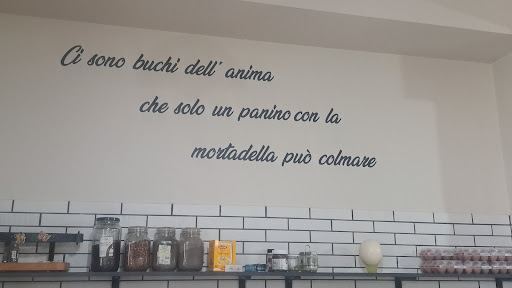 Ci sono buchi dell' anima
che solo un panino con la
mortadella può colmare